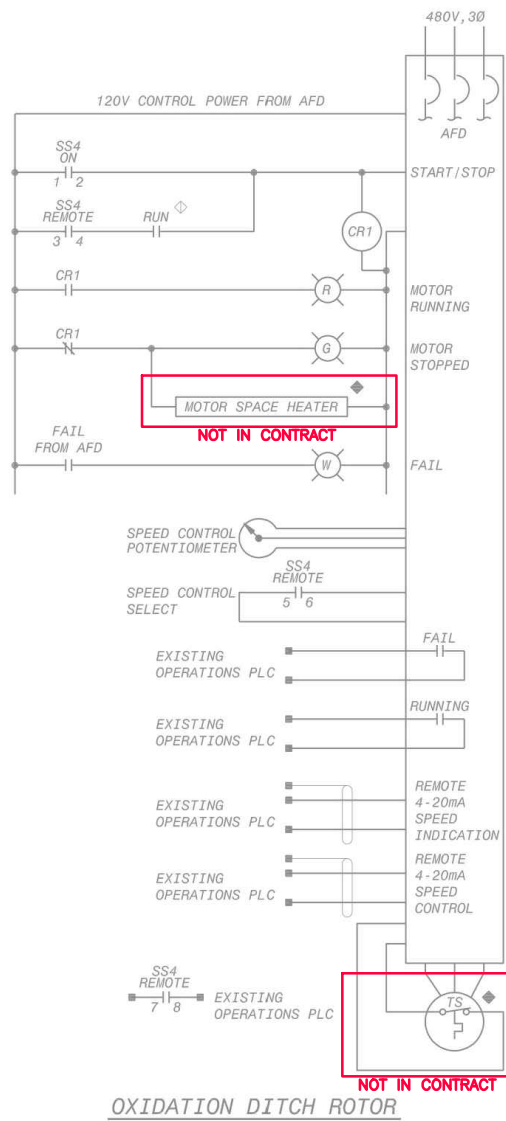 480V,3Ø
120V CONTROL POWER FROM AFD
AFD
SS4
ON
1 2
START/STOP
SS4
REMOTE
3 4
RUN
CR1
CR1
R
MOTOR
RUNNING
CR1
G
MOTOR
STOPPED
MOTOR SPACE HEATER
NOT IN CONTRACT
FAIL
FROM AFD
W
FAIL
SPEED CONTROL
POTENTIOMETER
SPEED CONTROL
SELECT
SS4
REMOTE
5 6
EXISTING
OPERATIONS PLC
FAIL
EXISTING
OPERATIONS PLC
RUNNING
EXISTING
OPERATIONS PLC
REMOTE
4-20mA
SPEED
INDICATION
EXISTING
OPERATIONS PLC
REMOTE
4-20mA
SPEED
CONTROL
SS4
REMOTE
7 8
EXISTING
OPERATIONS PLC
TS
NOT IN CONTRACT
OXIDATION DITCH ROTOR